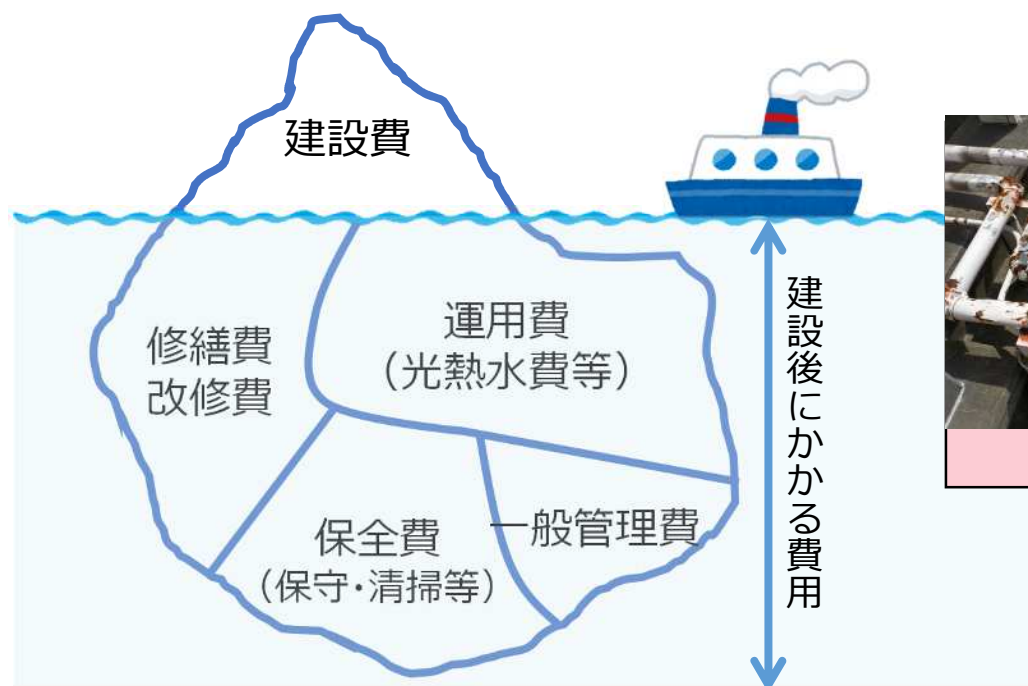 建設費
修繕費
改修費
運用費
（光熱水費等）
保全費
（保守・清掃等）
一般管理費
建設後にかかる費用